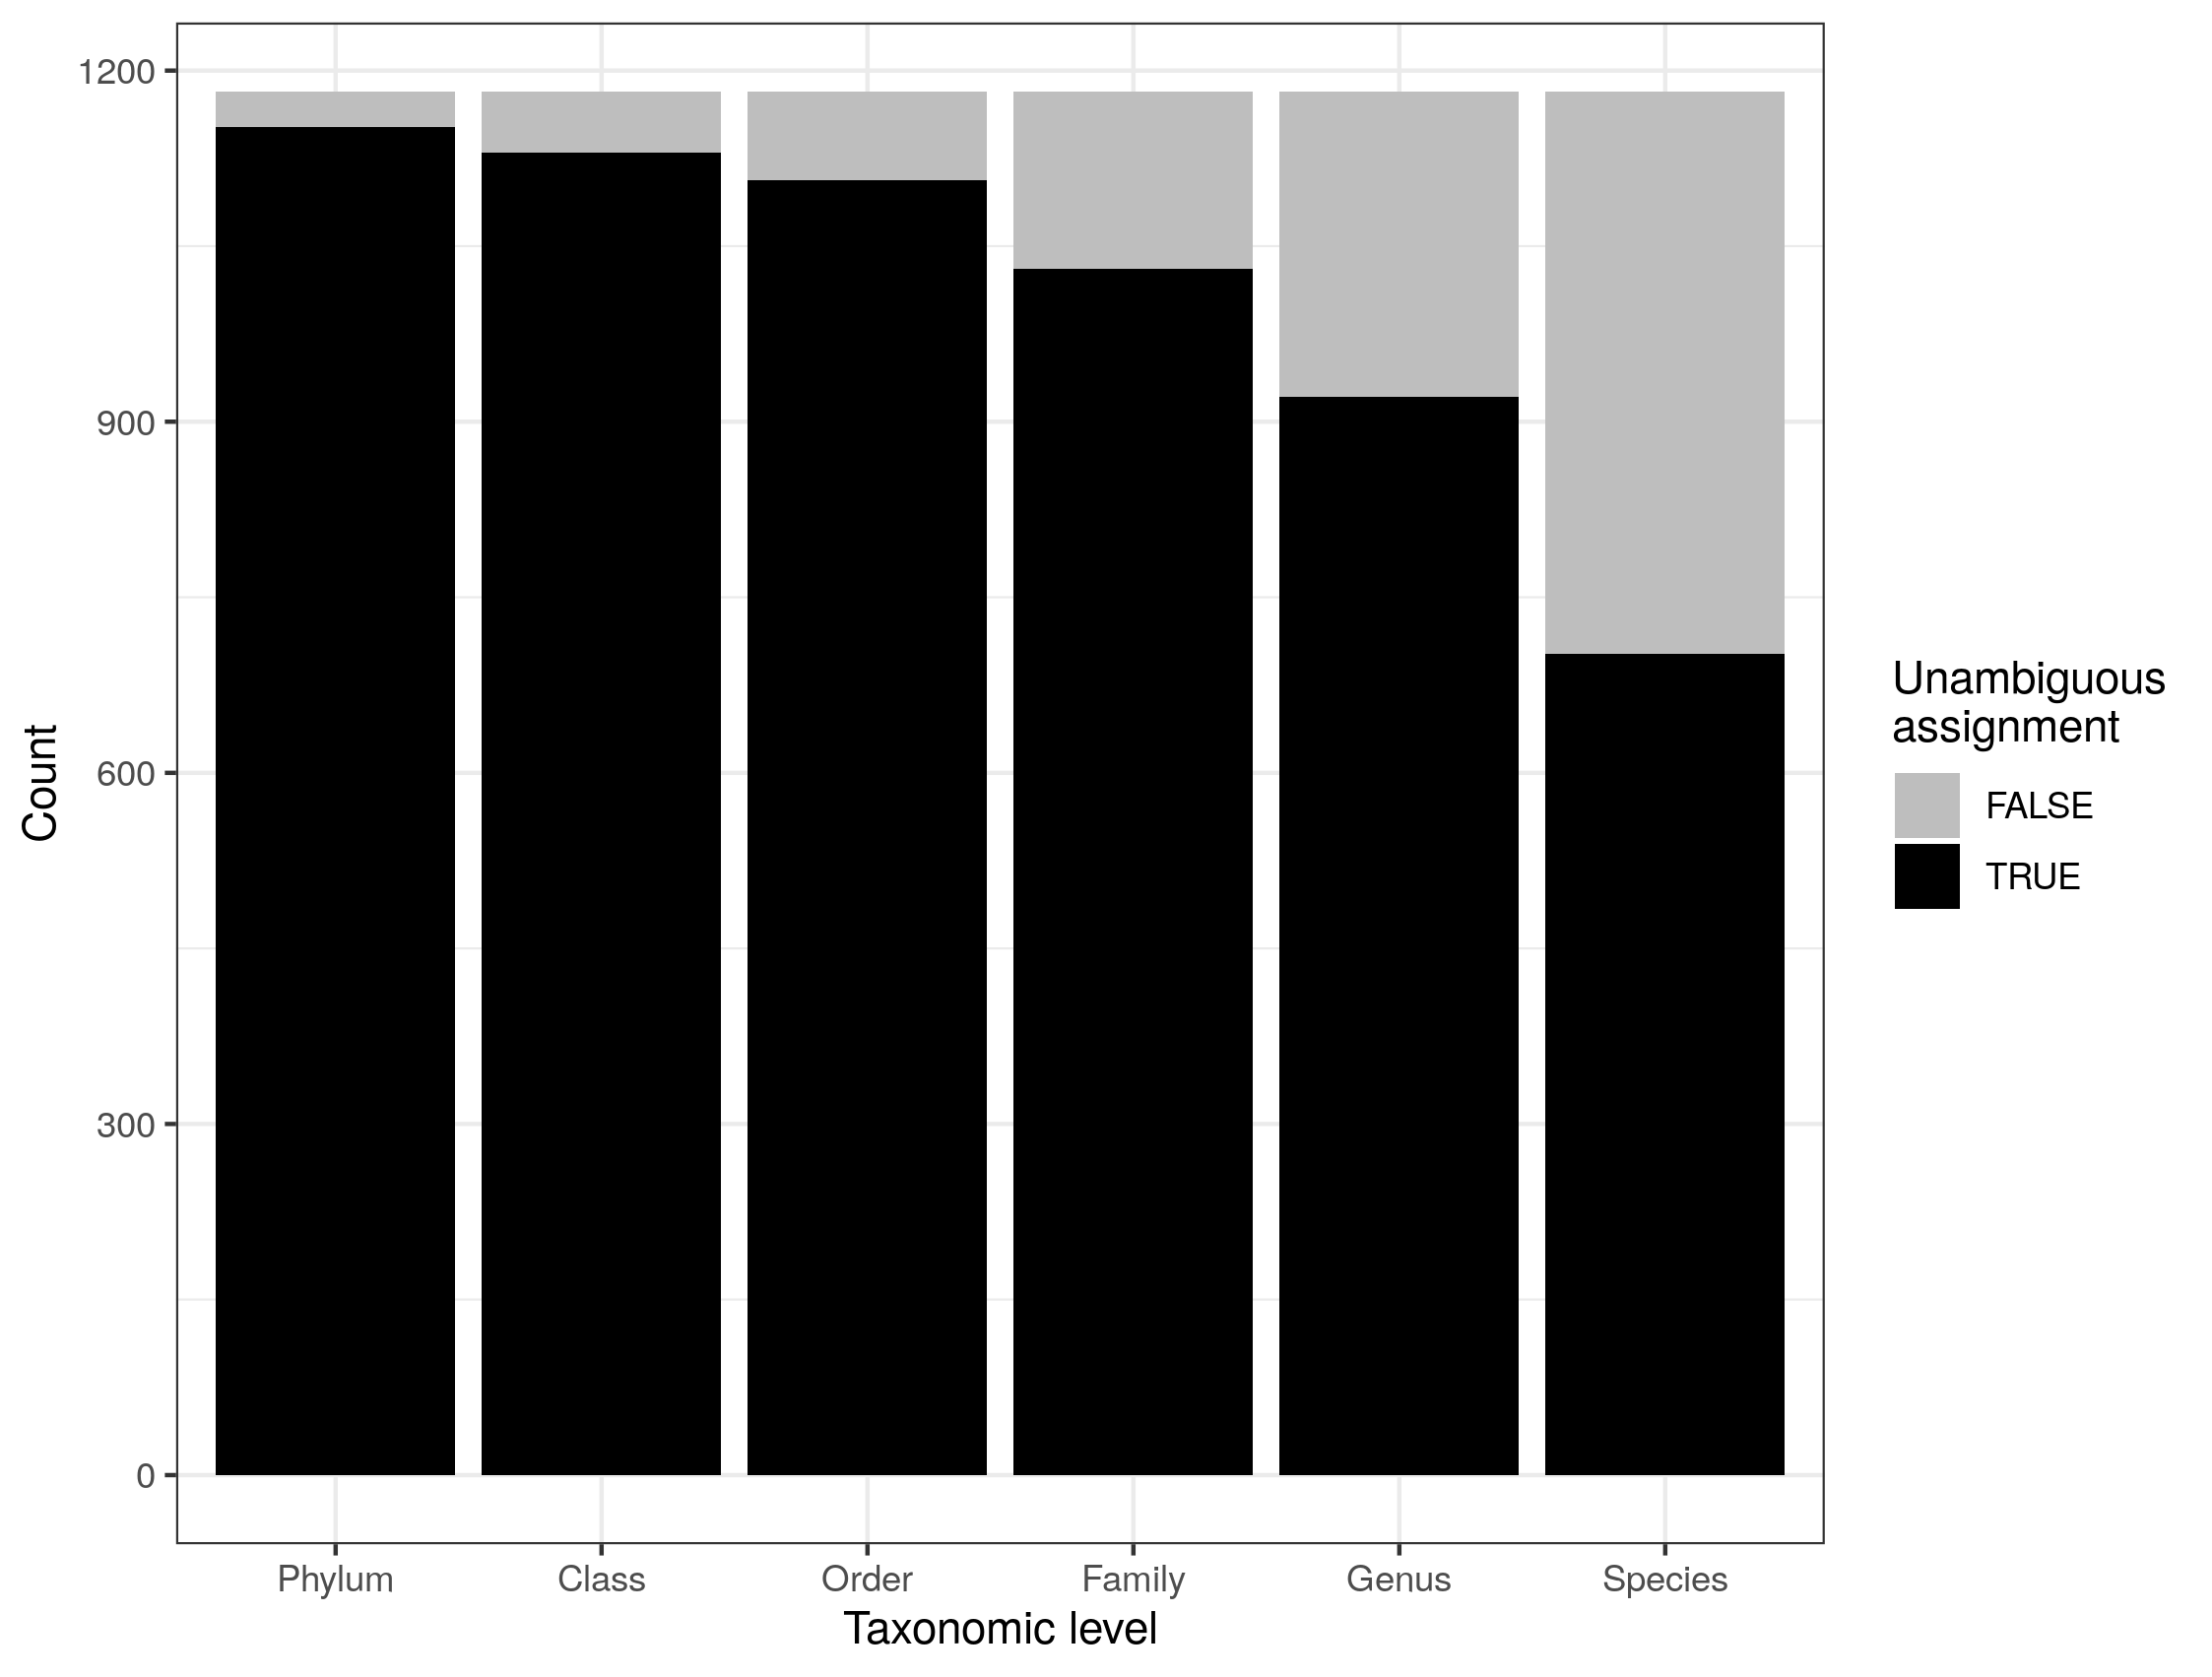 1200
900
600
300
0
Count
Phylum
Class
Order
Family
Genus
Species
Taxonomic level
Unambiguous
assignment
FALSE
TRUE